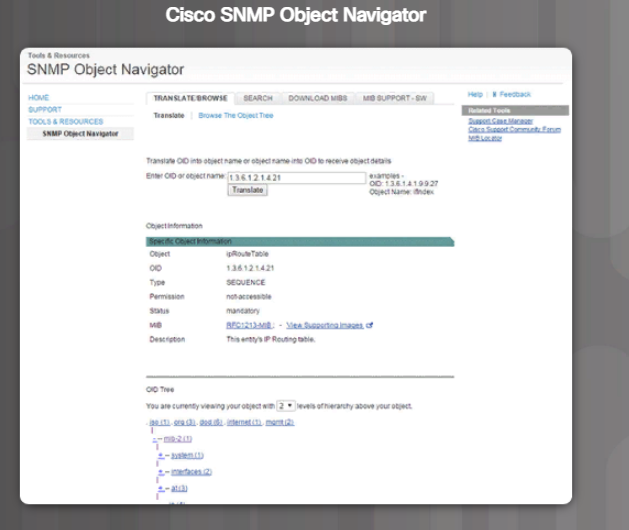 Cisco SNMP Object Navigator
Tools & Resources
SNMP Object Navigator
HOME
SUPPORT
TOOLS & RESOURCES
SNMP Object Navigator
TRANSLATE/BROWSE SEARCH DOWNLOAD MIBS MIB SUPPORT - SW
Translate | Browse The Object Tree
Help | Feedback
Related Tools
Support Case Manager
Cisco Support Community Forum
MIB Locator
Translate OID into object name or object name into OID to receive object details
Enter OID or object name: 1.3.6.1.2.1.4.21
examples -
OID: 1.3.6.1.4.1.9.9.27
Object Name: ifIndex
Translate
Object Information
Specific Object Information
Object ipRouteTable
OID 1.3.6.1.2.1.4.21
Type SEQUENCE
Permission not-accessible
Status mandatory
MIB RFC1213-MIB ; - View Supporting Images
Description This entity's IP Routing table.
OID Tree
You are currently viewing your object with 2 levels of hierarchy above your object.
. iso (1) . org (3) . dod (6) . internet (1) . mgmt (2)
- -- mib-2 (1)
+ -- system (1)
+ -- interfaces (2)
+ -- at (3)